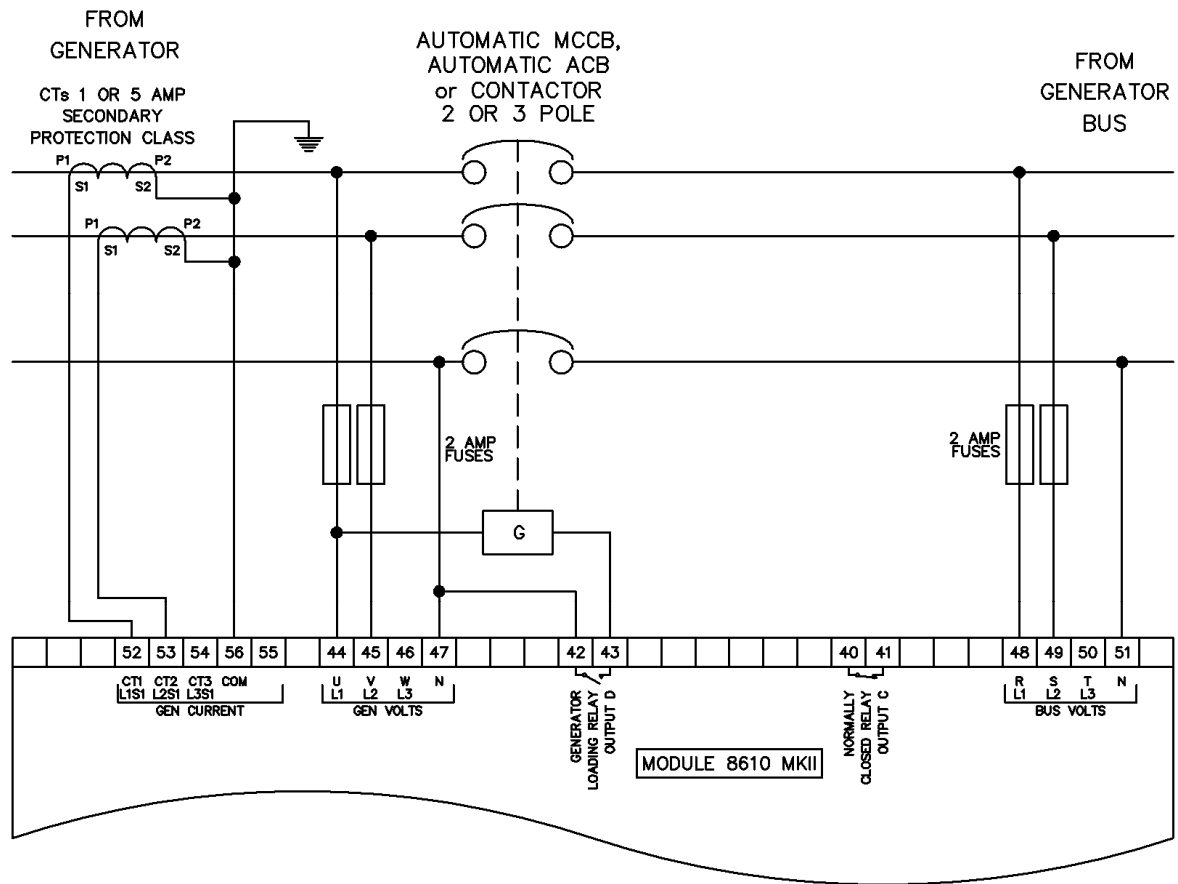 FROM
GENERATOR
CTs 1 OR 5 AMP
SECONDARY
PROTECTION CLASS
AUTOMATIC MCCB,
AUTOMATIC ACB
or CONTACTOR
2 OR 3 POLE
FROM
GENERATOR
BUS
P1 P2
S1 S2
P1 P2
S1 S2
2 AMP
FUSES
2 AMP
FUSES
G
52 53 54 56 55 44 45 46 47 42 43 40 41 48 49 50 51
CT1 CT2 CT3 COM
L1S1 L2S1 L3S1
GEN CURRENT
U V W N
L1 L2 L3
GEN VOLTS
GENERATOR
LOADING RELAY
OUTPUT D
NORMALLY
CLOSED RELAY
OUTPUT C
R S T N
L1 L2 L3
BUS VOLTS
MODULE 8610 MKII